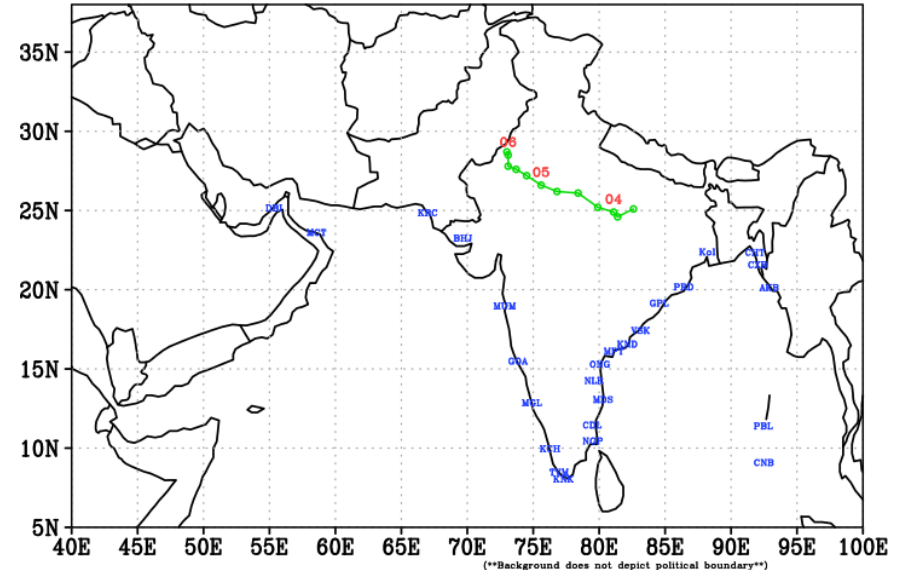 35N
30N
06
05
25N
04
DBI
KRC
MCT
BHJ
Kol
CHT
CXB
20N
PRD
AKB
MUM
GPL
VSK
KND
MPT
15N
GOA
ONG
NLR
MGL
MDS
CDL
PBL
10N
KCH
NGP
CNB
TVM
KNK
5N
40E 45E 50E 55E 60E 65E 70E 75E 80E 85E 90E 95E 100E
(**Background does not depict political boundary**)